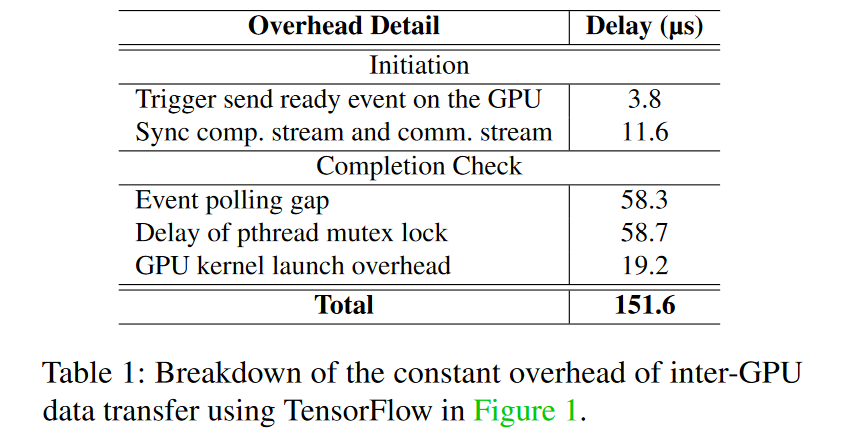 Overhead Detail Delay (µs)
Initiation
Trigger send ready event on the GPU 3.8
Sync comp. stream and comm. stream 11.6
Completion Check
Event polling gap 58.3
Delay of pthread mutex lock 58.7
GPU kernel launch overhead 19.2
Total 151.6
Table 1: Breakdown of the constant overhead of inter-GPU
data transfer using TensorFlow in Figure 1.